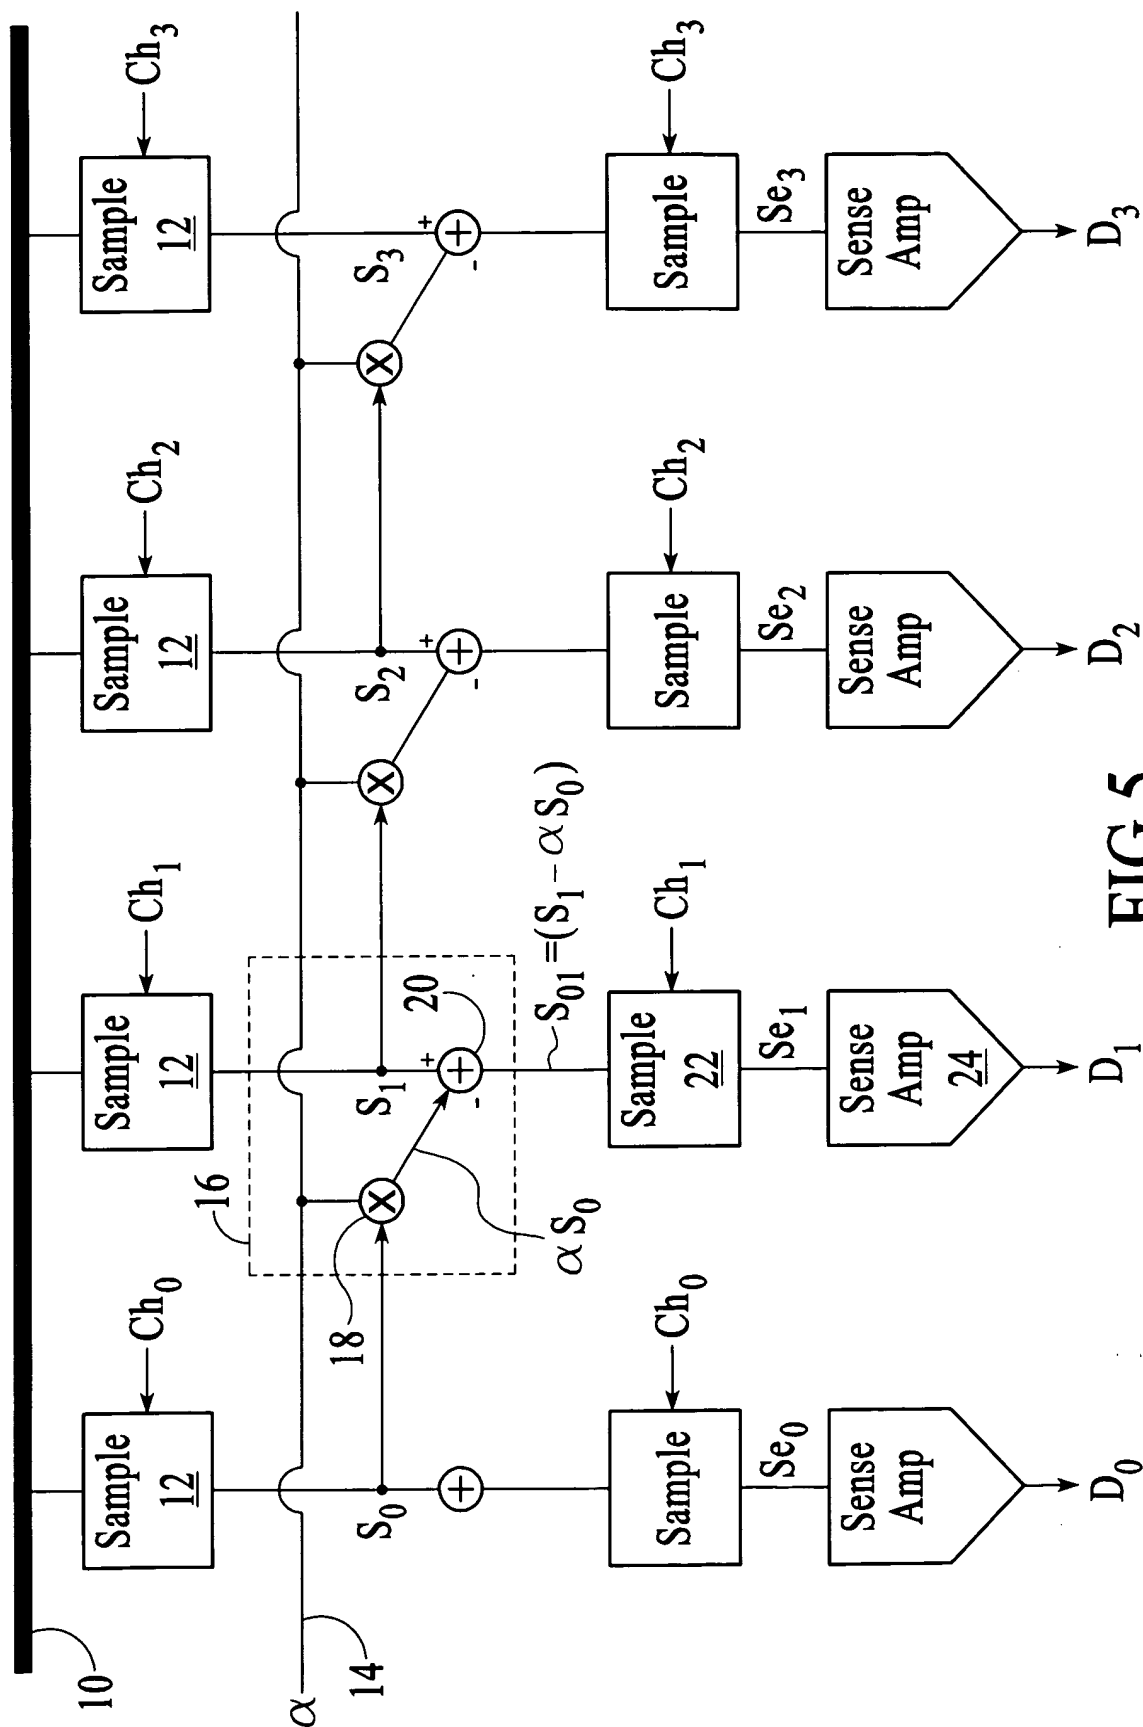 10
Sample
12
Ch0
Sample
12
Ch1
Sample
12
Ch2
Sample
12
Ch3
α
14
16
18
S0
S1
+
-
20
S2
+
-
S3
+
-
αS0
S01=(S1-αS0)
Sample
Ch0
Sample
22
Ch1
Sample
Ch2
Sample
Ch3
Se0
Se1
Se2
Se3
Sense
Amp
Sense
Amp
24
Sense
Amp
Sense
Amp
D0
D1
D2
D3
FIG.5